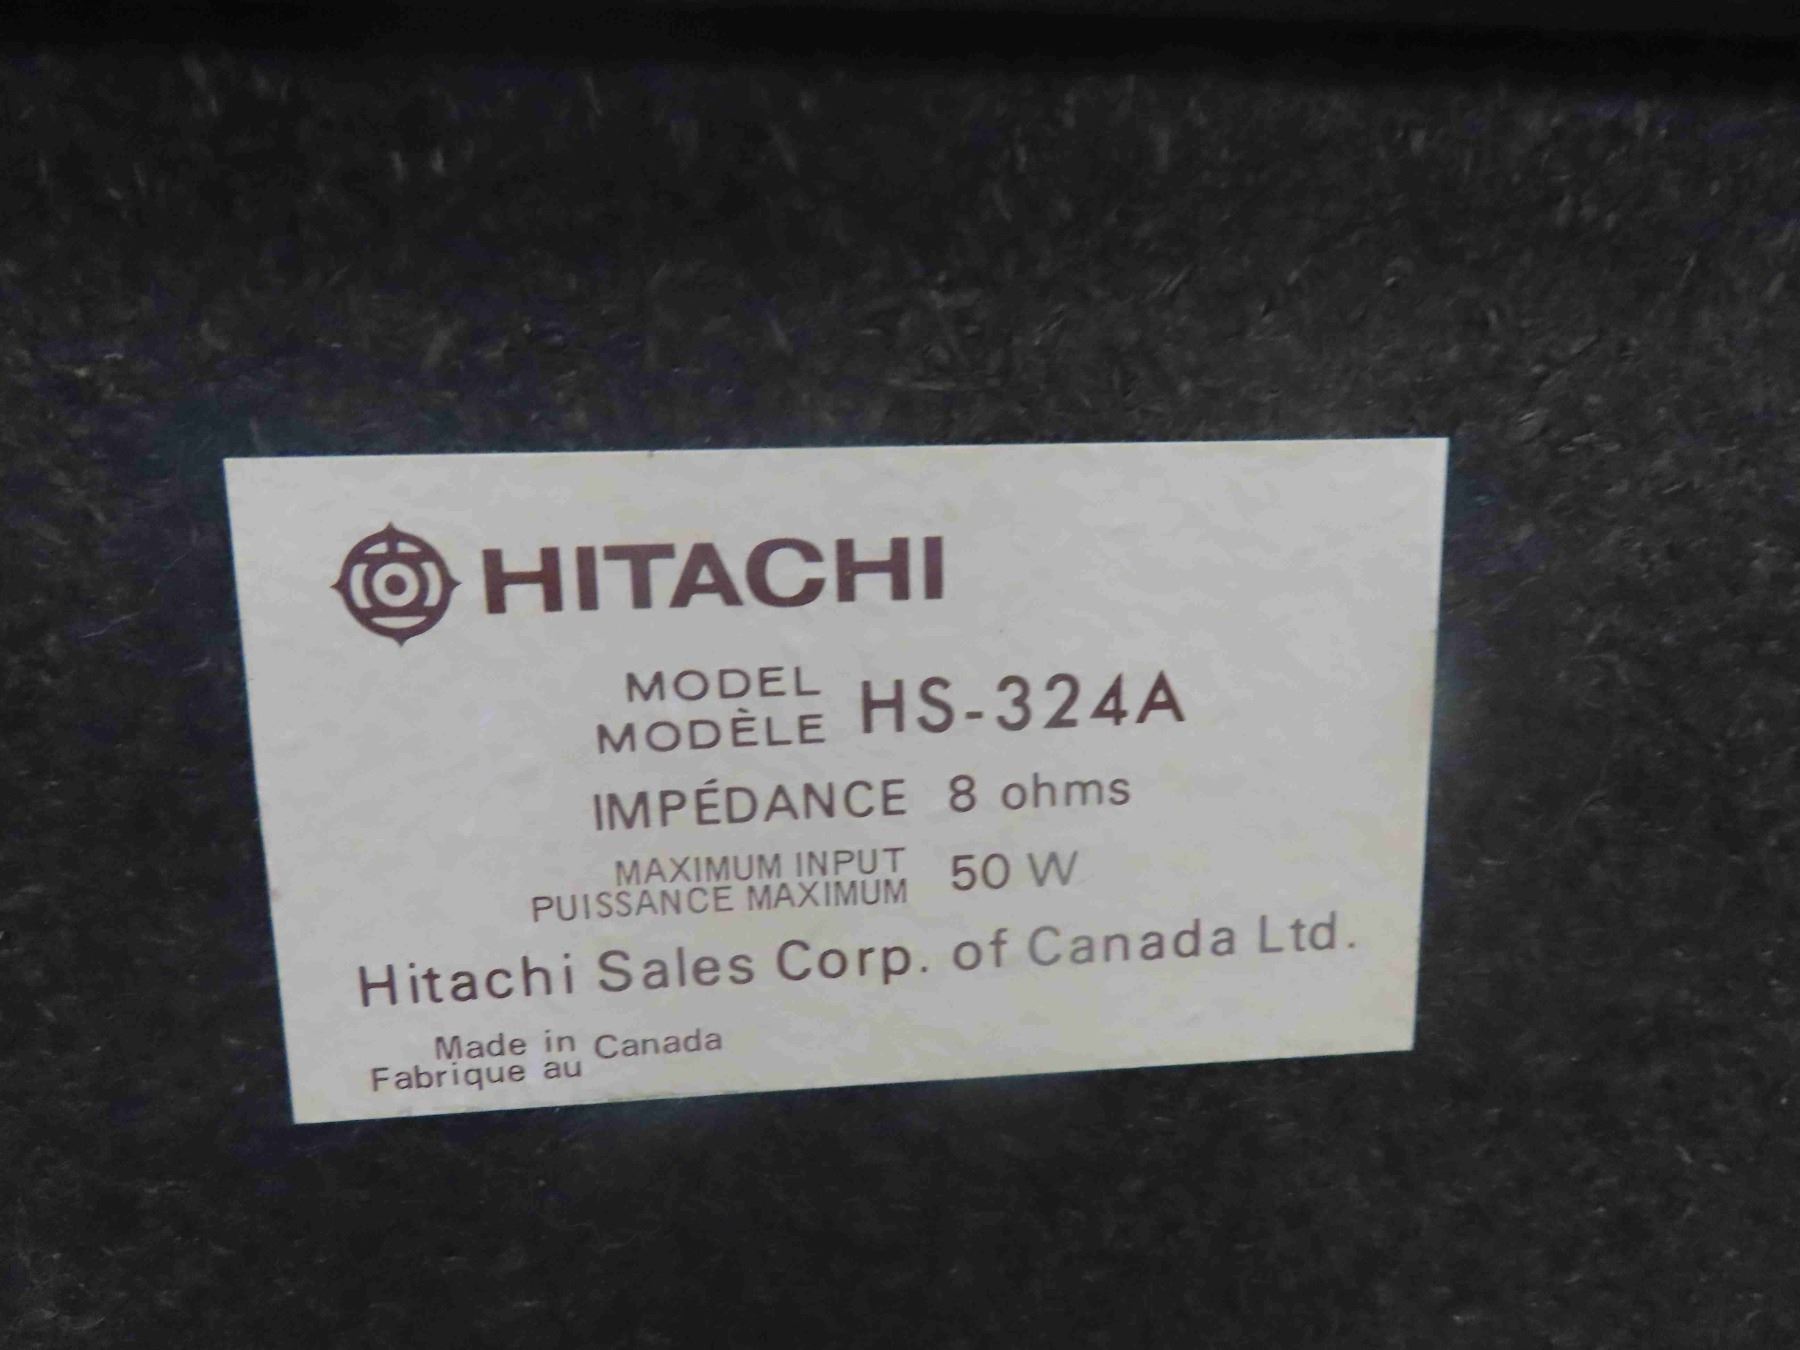 HITACHI
MODEL
MODÈLE HS-324A
IMPÉDANCE 8 ohms
MAXIMUM INPUT
PUISSANCE MAXIMUM 50 W
Hitachi Sales Corp. of Canada Ltd.
Made in Canada
Fabrique au